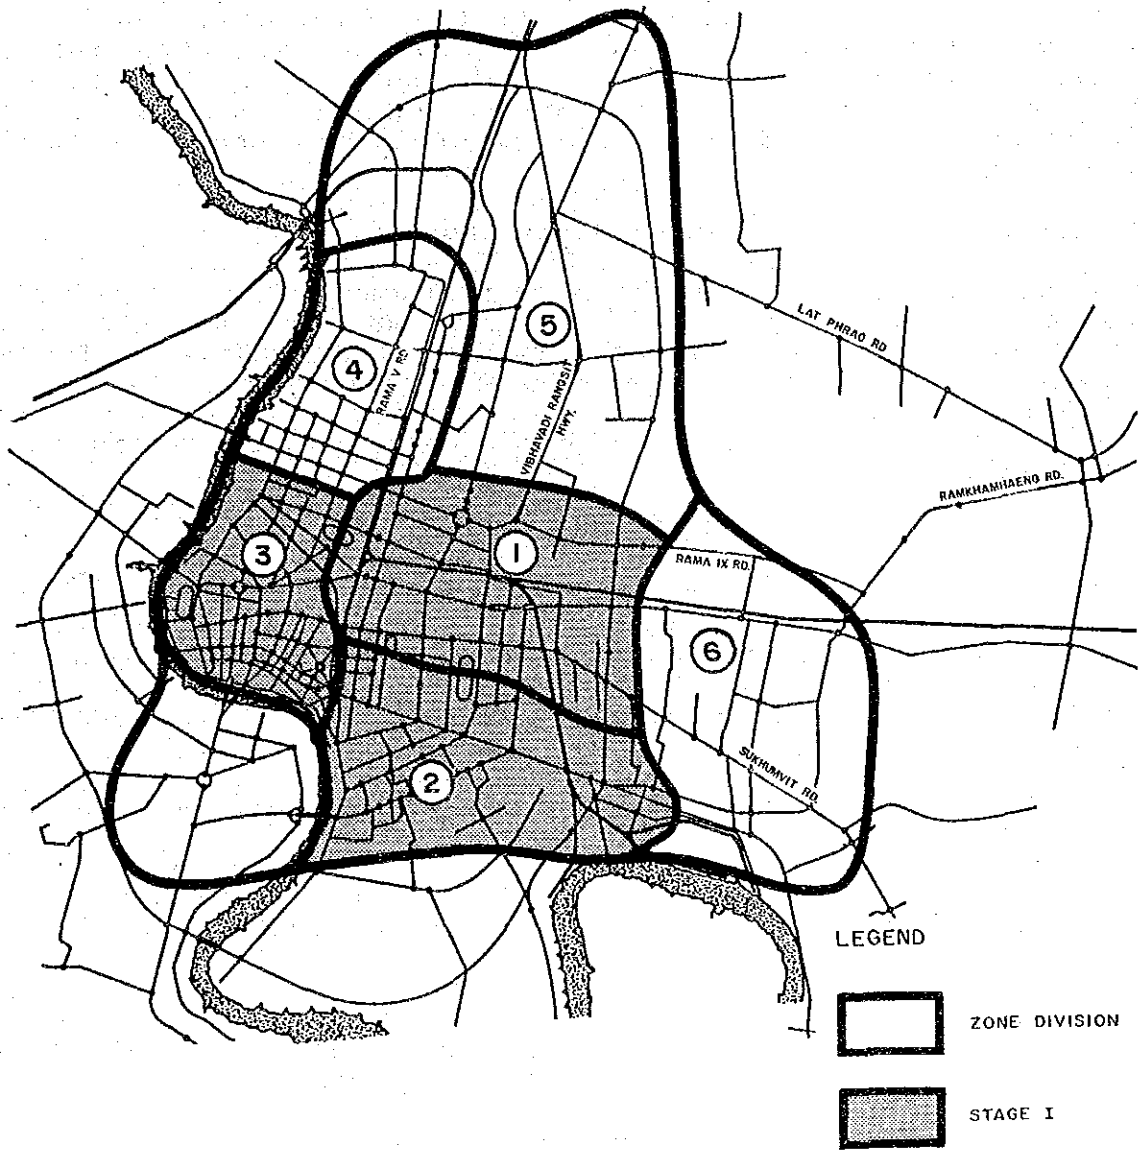 LAT PHRAO RD
5
4
RAMA V RD
VIBHAVADI RANGSIT
HWY.
RAMKHAMHAENG RD.
3
1
RAMA IX RD.
6
SUKHUMVIT RD.
2
LEGEND
ZONE DIVISION
STAGE I